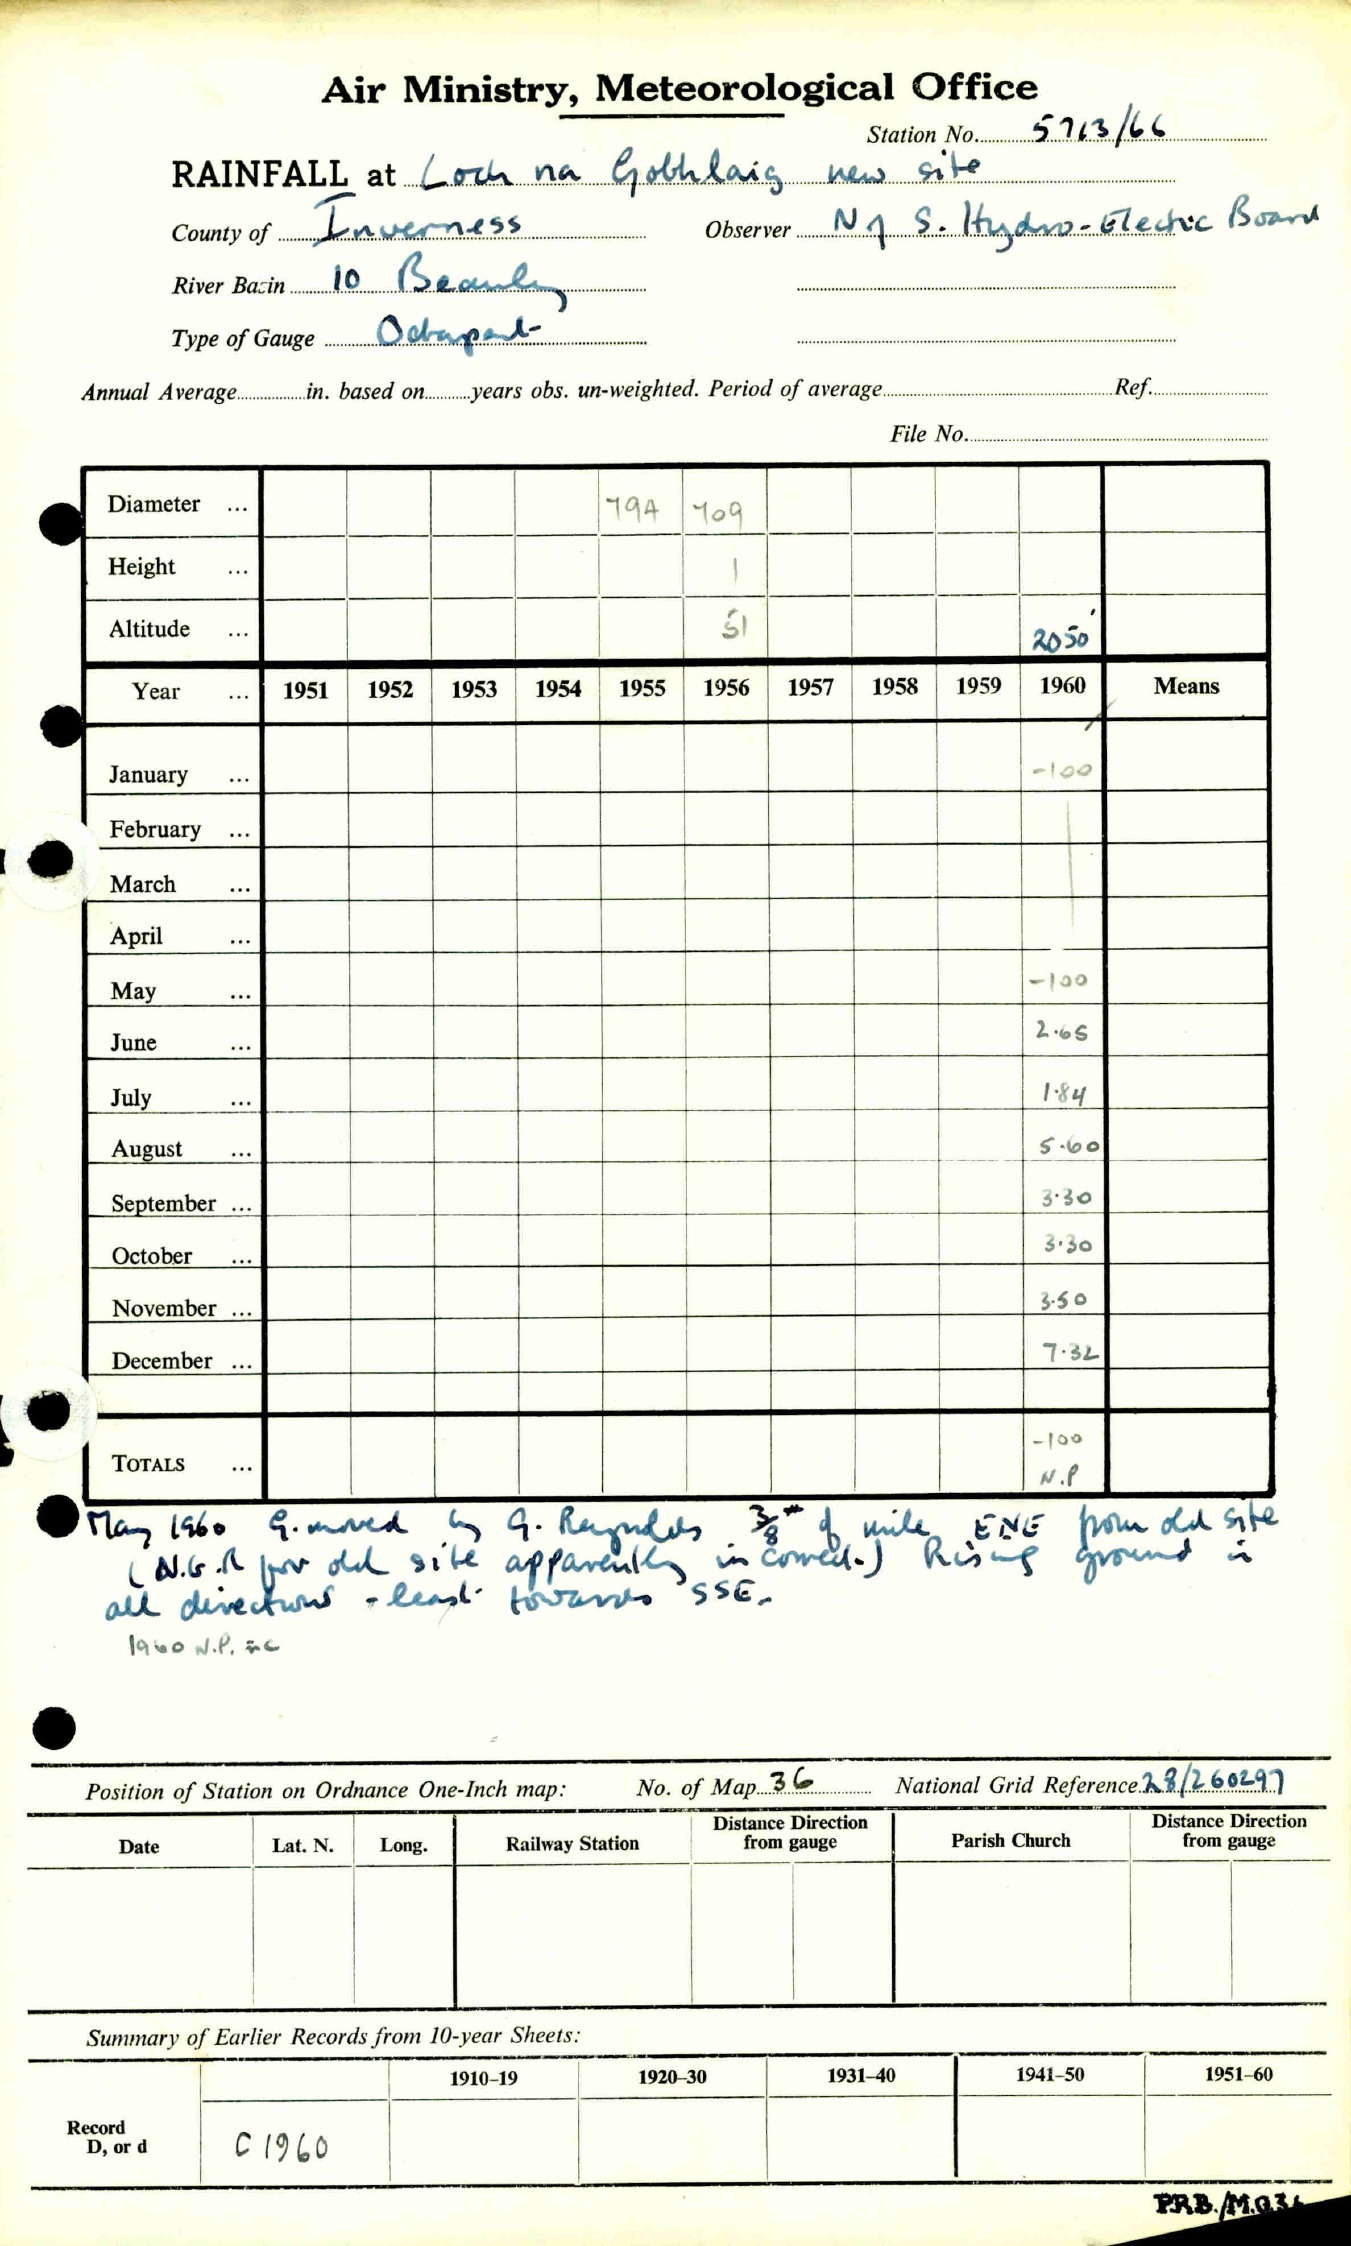 Air Ministry, Meteorological Office
Station No. 5713/66
RAINFALL at Loch na Gobhlaig new site
County of Inverness Observer N of S. Hydro-Electric Board
River Basin 10 Beauly
Type of Gauge Octapent
Annual Average in. based on years obs. un-weighted. Period of average Ref.
File No.
Diameter ... 794 709
Height ... 1
Altitude ... 51 2050'
Year ... 1951 1952 1953 1954 1955 1956 1957 1958 1959 1960 Means
January ... -100
February ...
March ...
April ...
May ... -100
June ... 2.65
July ... 1.84
August ... 5.60
September ... 3.30
October ... 3.30
November ... 3.50
December ... 7.32
-100
TOTALS ... N.P
May 1960 G. moved by G. Reynolds 3/8 of mile ENE from old site
(N.G.R for old site apparently incorrect.) Rising ground in
all directions - least towards SSE.
1960 N.P.
Position of Station on Ordnance One-Inch map: No. of Map 36 National Grid Reference 28/260297
Date Lat. N. Long. Railway Station Distance Direction from gauge Parish Church Distance Direction from gauge
Summary of Earlier Records from 10-year Sheets:
1910–19 1920–30 1931–40 1941–50 1951–60
Record
D, or d C 1960